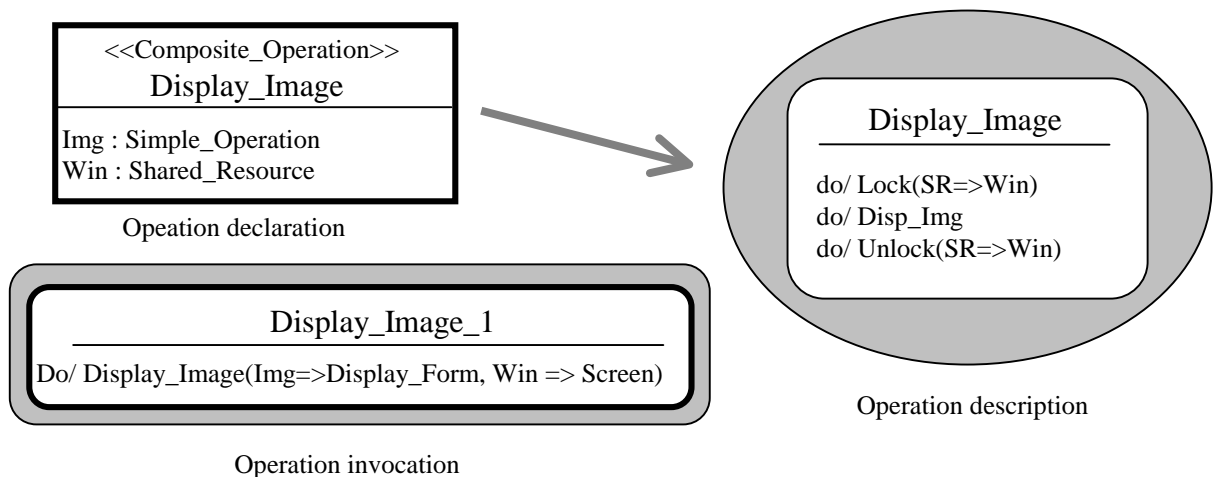 <<Composite_Operation>>
Display_Image
Img : Simple_Operation
Win : Shared_Resource
Opeation declaration
Display_Image
do/ Lock(SR=>Win)
do/ Disp_Img
do/ Unlock(SR=>Win)
Operation description
Display_Image_1
Do/ Display_Image(Img=>Display_Form, Win => Screen)
Operation invocation